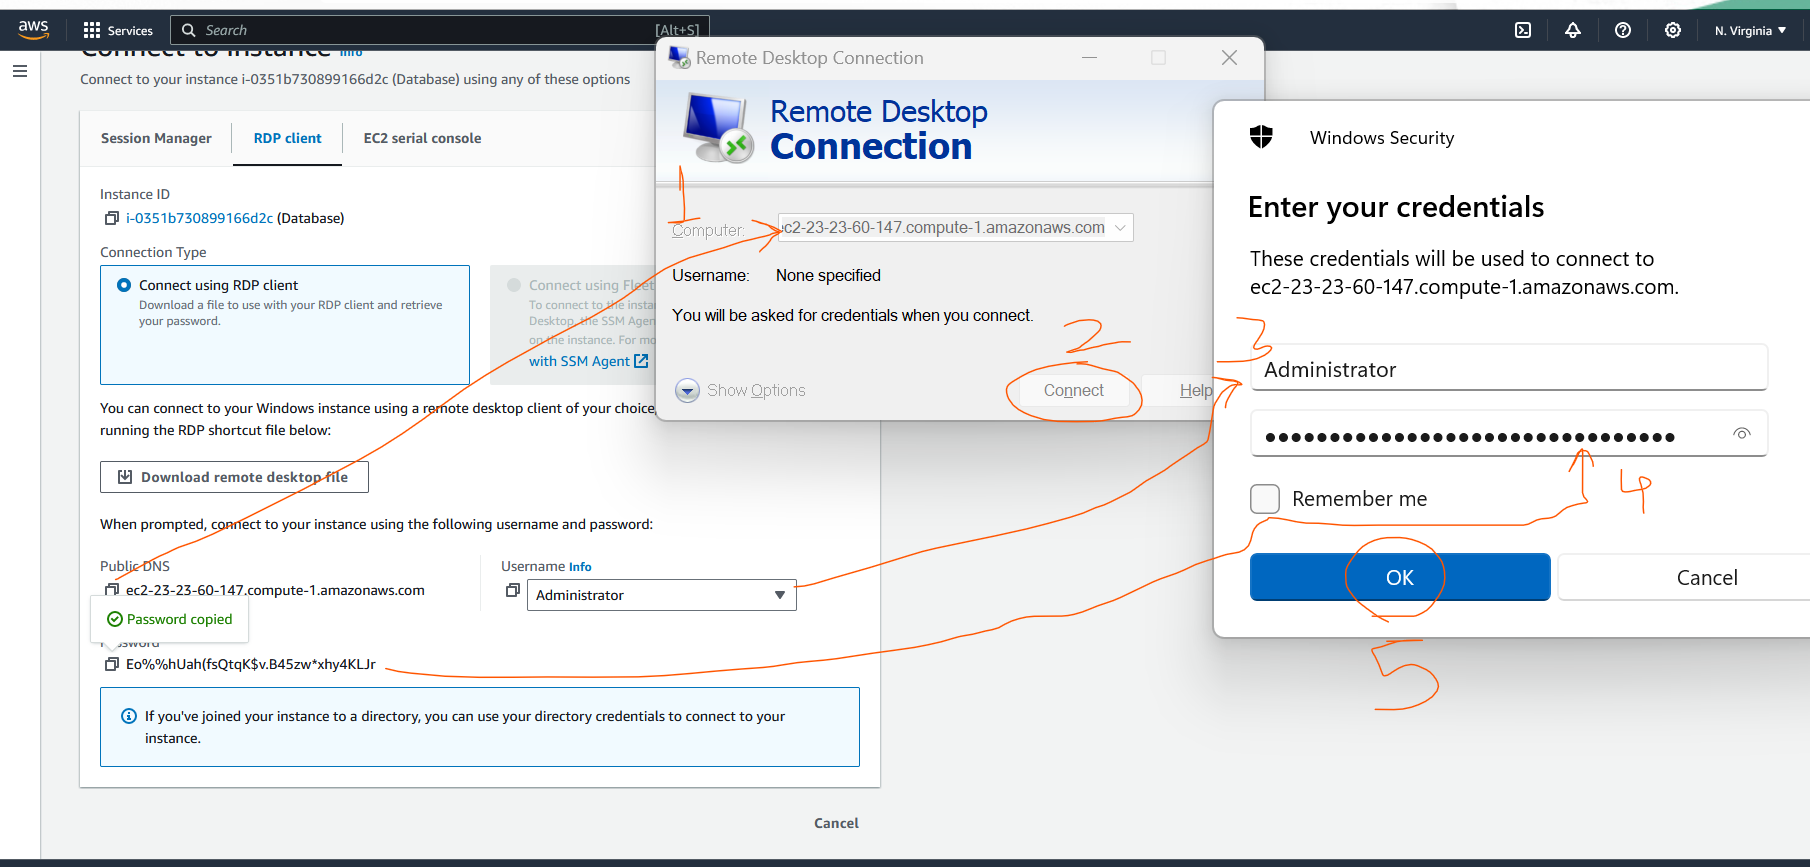 aws
Services
Search
[Alt+S]
N. Virginia
Connect to instance Info
Connect to your instance i-0351b730899166d2c (Database) using any of these options
Session Manager
RDP client
EC2 serial console
Instance ID
i-0351b730899166d2c (Database)
Connection Type
Connect using RDP client
Download a file to use with your RDP client and retrieve
your password.
Connect using Fleet
To connect to the insta
Desktop, the SSM Agen
on the instance. For mo
with SSM Agent
You can connect to your Windows instance using a remote desktop client of your choice,
running the RDP shortcut file below:
Download remote desktop file
When prompted, connect to your instance using the following username and password:
Public DNS
ec2-23-23-60-147.compute-1.amazonaws.com
Username Info
Administrator
Password copied
Password
Eo%%hUah(fsQtqK$v.B45zw*xhy4KLJr
If you've joined your instance to a directory, you can use your directory credentials to connect to your
instance.
Cancel
Remote Desktop Connection
Remote Desktop
Connection
1
Computer:
c2-23-23-60-147.compute-1.amazonaws.com
Username:
None specified
You will be asked for credentials when you connect.
2
Show Options
Connect
Help
Windows Security
Enter your credentials
These credentials will be used to connect to
ec2-23-23-60-147.compute-1.amazonaws.com.
3
Administrator
4
Remember me
OK
Cancel
5